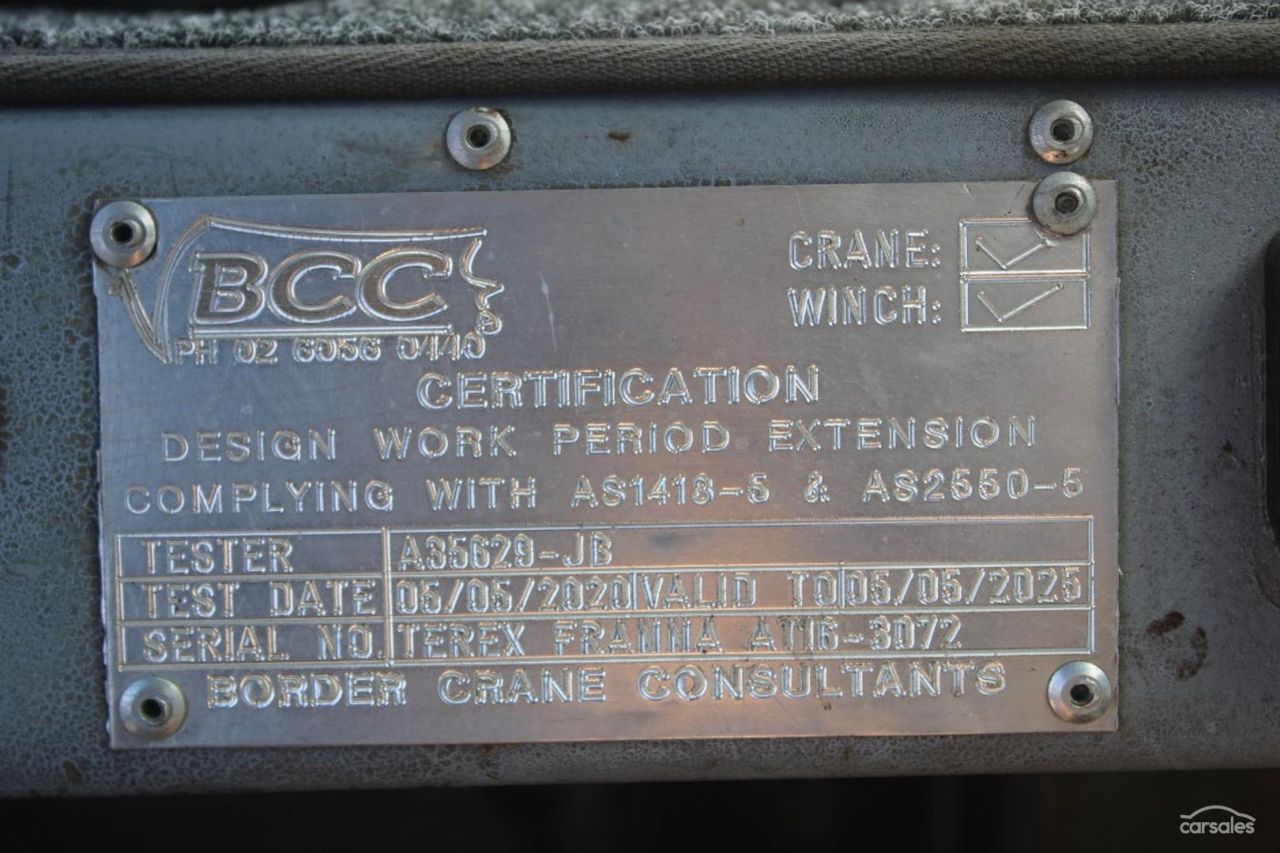 BCC
PH 02 6056 0440
CRANE:
WINCH:
CERTIFICATION
DESIGN WORK PERIOD EXTENSION
COMPLYING WITH AS1418-5 & AS2550-5
TESTER A35629-JB
TEST DATE 05/05/2020 VALID TO 05/05/2025
SERIAL NO. TEREX FRANNA AT16-3072
BORDER CRANE CONSULTANTS
carsales